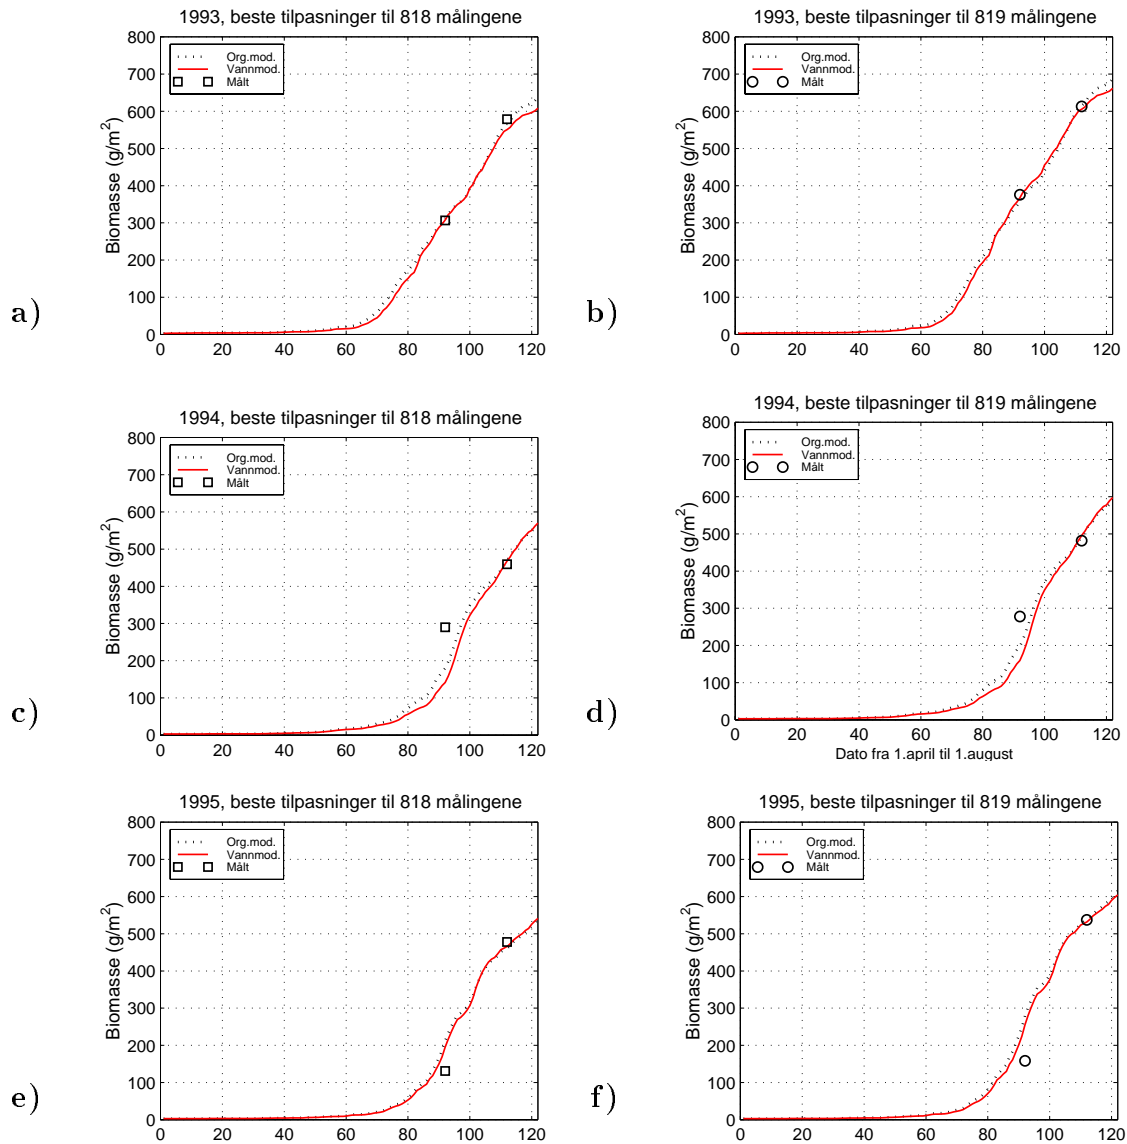 1993, beste tilpasninger til 818 målingene
Org.mod.
Vannmod.
Målt
Biomasse (g/m²)
800
700
600
500
400
300
200
100
0
0 20 40 60 80 100 120
a)
1993, beste tilpasninger til 819 målingene
Org.mod.
Vannmod.
Målt
Biomasse (g/m²)
800
700
600
500
400
300
200
100
0
0 20 40 60 80 100 120
b)
1994, beste tilpasninger til 818 målingene
Org.mod.
Vannmod.
Målt
Biomasse (g/m²)
800
700
600
500
400
300
200
100
0
0 20 40 60 80 100 120
c)
1994, beste tilpasninger til 819 målingene
Org.mod.
Vannmod.
Målt
Biomasse (g/m²)
800
700
600
500
400
300
200
100
0
0 20 40 60 80 100 120
Dato fra 1.april til 1.august
d)
1995, beste tilpasninger til 818 målingene
Org.mod.
Vannmod.
Målt
Biomasse (g/m²)
800
700
600
500
400
300
200
100
0
0 20 40 60 80 100 120
e)
1995, beste tilpasninger til 819 målingene
Org.mod.
Vannmod.
Målt
Biomasse (g/m²)
800
700
600
500
400
300
200
100
0
0 20 40 60 80 100 120
f)